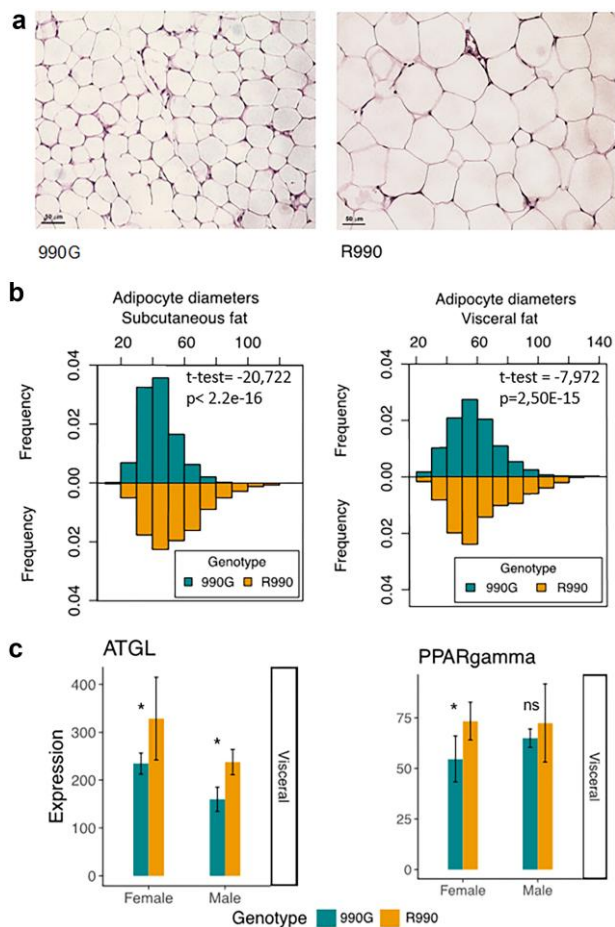 a
50 µm
50 µm
990G
R990
b
Adipocyte diameters
Subcutaneous fat
20 60 100
t-test= -20,722
p< 2.2e-16
0.04
0.02
0.00
0.02
0.04
Frequency
Frequency
Genotype
990G R990
Adipocyte diameters
Visceral fat
20 60 100 140
t-test = -7,972
p=2,50E-15
0.04
0.02
0.00
0.02
0.04
Frequency
Frequency
Genotype
990G R990
c
ATGL
Expression
400
300
200
100
0
*
*
Female Male
Visceral
PPARgamma
75
50
25
0
*
ns
Female Male
Visceral
Genotype 990G R990